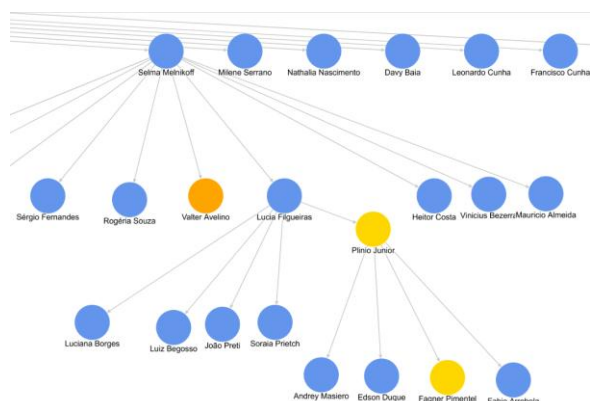 Selma Melnikoff
Milene Serrano
Nathalia Nascimento
Davy Baia
Leonardo Cunha
Francisco Cunha
Sérgio Fernandes
Rogéria Souza
Valter Avelino
Lucia Filgueiras
Heitor Costa
Vinicius Bezerra
Mauricio Almeida
Plinio Junior
Luciana Borges
Luiz Begosso
João Preti
Soraia Prietch
Andrey Masiero
Edson Duque
Fagner Pimentel